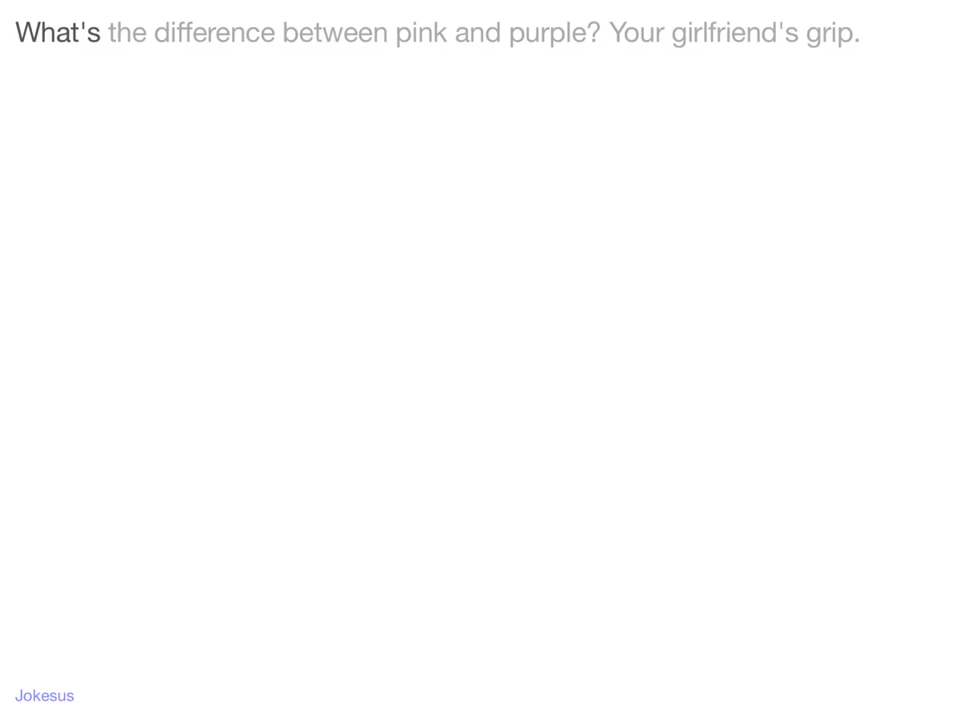 What's the difference between pink and purple? Your girlfriend's grip.
Jokesus